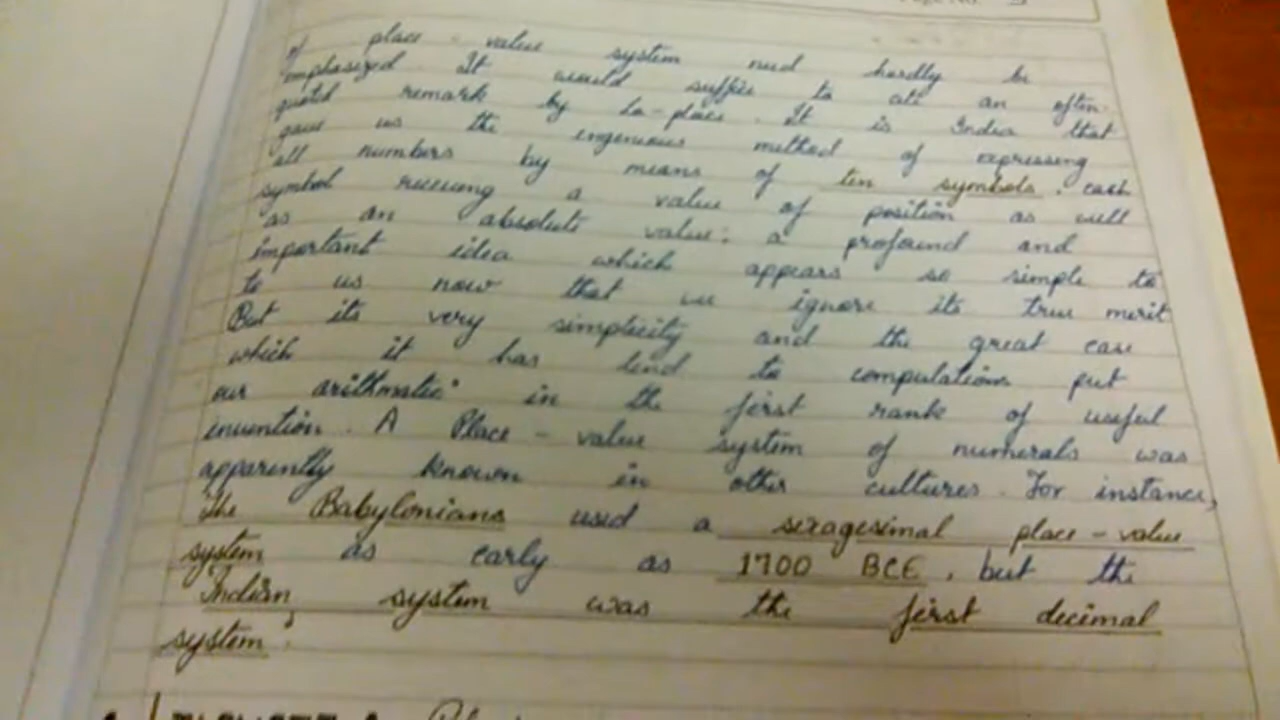 of place - value system need hardly be
emphasized. It would suffice to cite an often-
quoted remark by La-place. It is India that
gave us the ingenious method of expressing
all numbers by means of ten symbols, each
symbol receiving a value of position as well
as an absolute value; a profound and
important idea which appears so simple to
to us now that we ignore its true merit
But its very simplicity and the great ease
which it has lend to computations put
our arithmatic" in the first rank of useful
invention. A Place - value system of numerals was
apparently known in other cultures. For instance,
The Babylonians used a sexagesimal place - value
system as early as 1700 BCE, but the
Indian system was the first decimal
system.